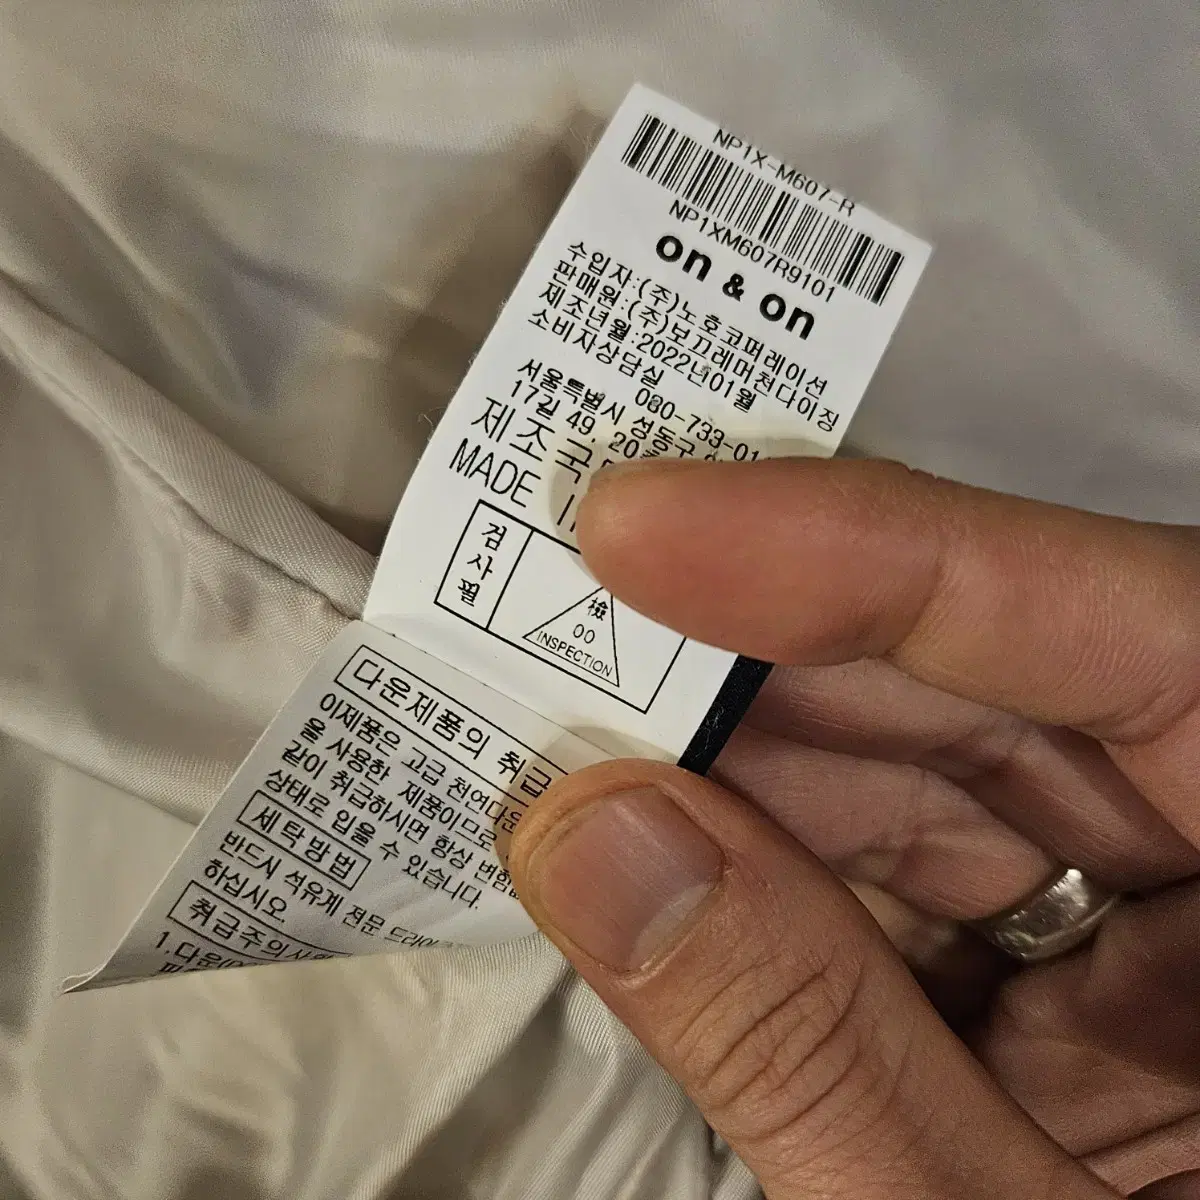 NP1X-M607-R
NP1XM607R9101
on & on
수입자:(주)노호코퍼레이션
판매원:(주)보끄레머천다이징
제조년월:2022년01월
소비자상담실
080-733-01
서울특별시 성동구
17길 49, 20
제조국
MADE
검사필
檢
00
INSPECTION
다운제품의 취급
이제품은 고급 천연다운
을 사용한 제품이므로
같이 취급하시면 항상
상태로 입을 수 있습니다.
세탁방법
반드시 석유계 전문 드라이
하십시오.
취급주의사
1.다운